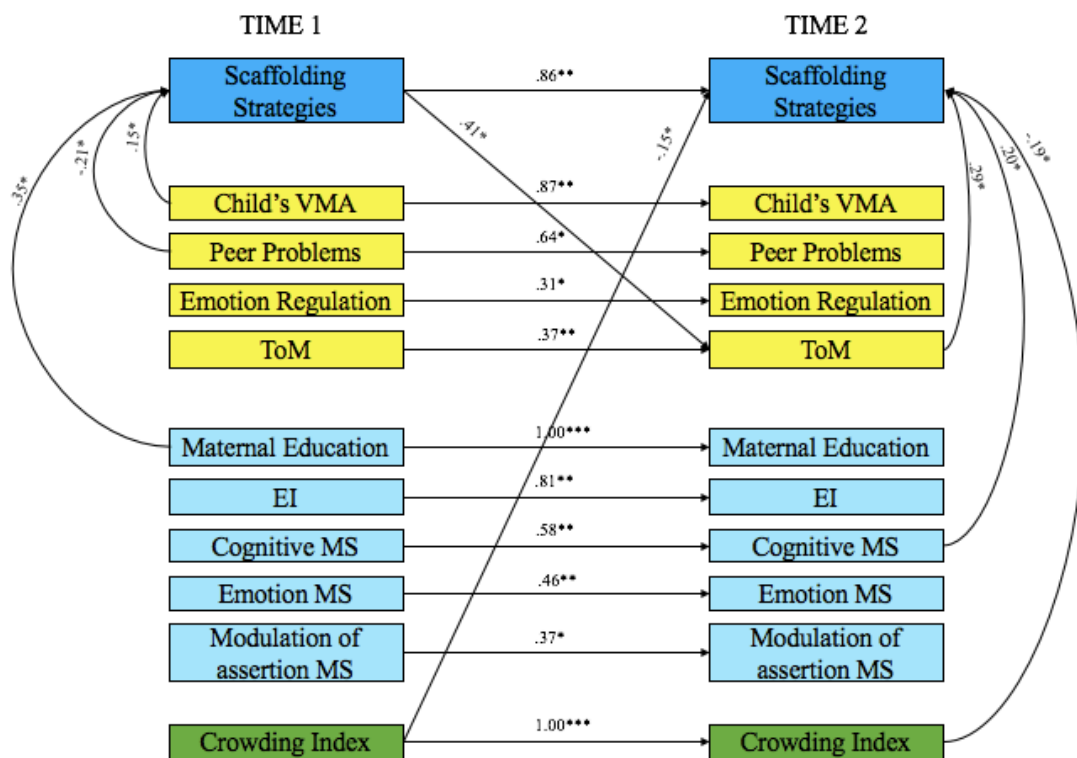 TIME 1
TIME 2
Scaffolding
Strategies
.86**
Scaffolding
Strategies
.35*
-.21*
.15*
.41*
-.15*
.29*
.20*
-.19*
Child's VMA
.87**
Child's VMA
Peer Problems
.64*
Peer Problems
Emotion Regulation
.31*
Emotion Regulation
ToM
.37**
ToM
Maternal Education
1.00***
Maternal Education
EI
.81**
EI
Cognitive MS
.58**
Cognitive MS
Emotion MS
.46**
Emotion MS
Modulation of
assertion MS
.37*
Modulation of
assertion MS
Crowding Index
1.00***
Crowding Index